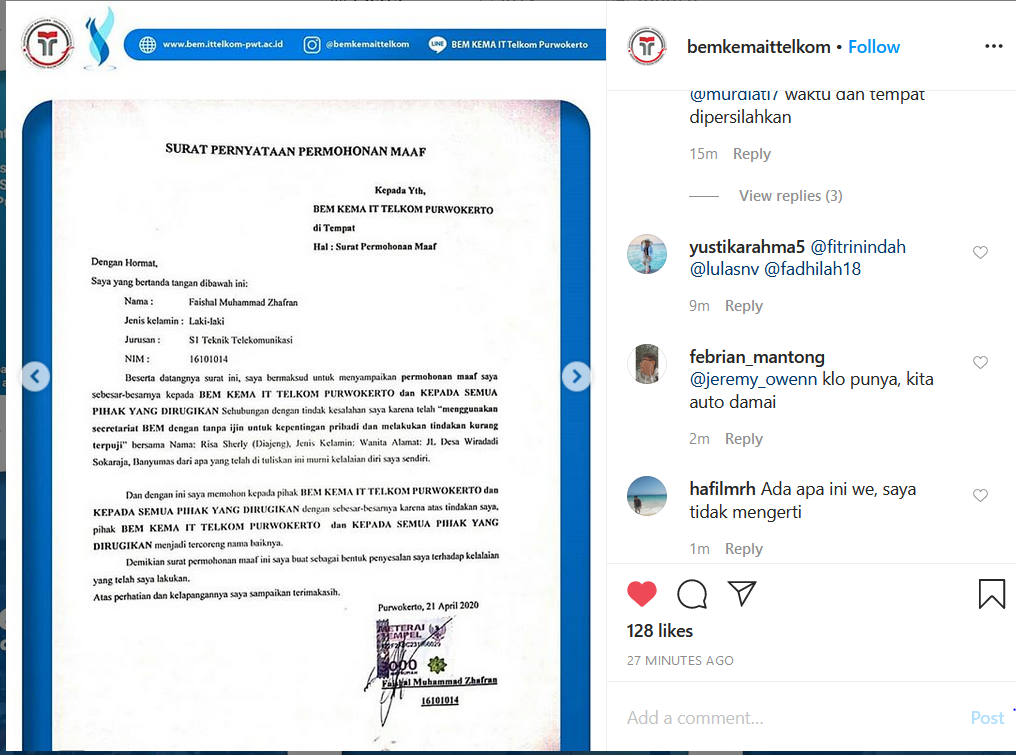 www.bem.ittelkom-pwt.ac.id
@bemkemaittelkom
LINE
BEM KEMA IT Telkom Purwokerto
SURAT PERNYATAAN PERMOHONAN MAAF
Kepada Yth,
BEM KEMA IT TELKOM PURWOKERTO
di Tempat
Hal : Surat Permohonan Maaf
Dengan Hormat,
Saya yang bertanda tangan dibawah ini:
Nama : Faishal Muhammad Zhafran
Jenis kelamin : Laki-laki
Jurusan : S1 Teknik Telekomunikasi
NIM : 16101014
Beserta datangnya surat ini, saya bermaksud untuk menyampaikan permohonan maaf saya
sebesar-besarnya kepada BEM KEMA IT TELKOM PURWOKERTO dan KEPADA SEMUA
PIHAK YANG DIRUGIKAN Sehubungan dengan tindak kesalahan saya karena telah "menggunakan
secretariat BEM dengan tanpa ijin untuk kepentingan pribadi dan melakukan tindakan kurang
terpuji" bersama Nama: Risa Sherly (Diajeng), Jenis Kelamin: Wanita Alamat: Jl. Desa Wiradadi
Sokaraja, Banyumas dari apa yang telah di tuliskan ini murni kelalaian diri saya sendiri.
Dan dengan ini saya memohon kepada pihak BEM KEMA IT TELKOM PURWOKERTO dan
KEPADA SEMUA PIHAK YANG DIRUGIKAN dengan sebesar-besarnya karena atas tindakan saya,
pihak BEM KEMA IT TELKOM PURWOKERTO dan KEPADA SEMUA PIHAK YANG
DIRUGIKAN menjadi tercoreng nama baiknya.
Demikian surat permohonan maaf ini saya buat sebagai bentuk penyesalan saya terhadap kelalaian
yang telah saya lakukan.
Atas perhatian dan kelapangannya saya sampaikan terimakasih.
Purwokerto, 21 April 2020
METERAI
TEMPEL
Faishal Muhammad Zhafran
16101014
bemkemaittelkom • Follow
@murdiati7 waktu dan tempat
dipersilahkan
15m Reply
View replies (3)
yustikarahma5 @fitrinindah
@lulasnv @fadhilah18
9m Reply
febrian_mantong
@jeremy_owenn klo punya, kita
auto damai
2m Reply
hafilmrh Ada apa ini we, saya
tidak mengerti
1m Reply
128 likes
27 MINUTES AGO
Add a comment...
Post